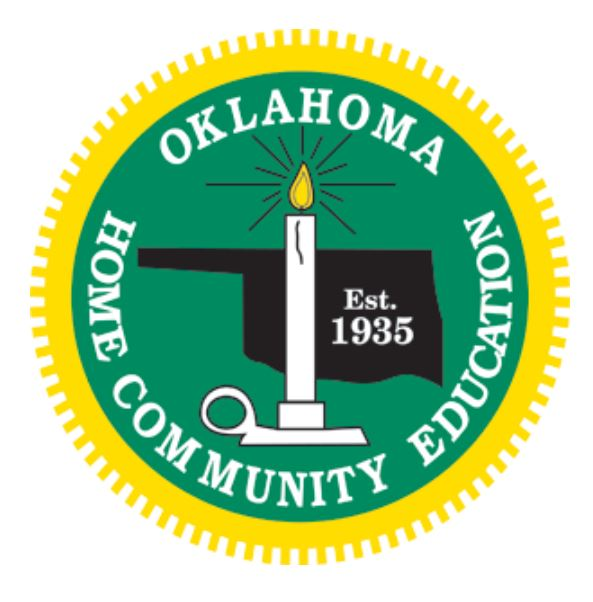 OKLAHOMA
HOME COMMUNITY EDUCATION
Est.
1935